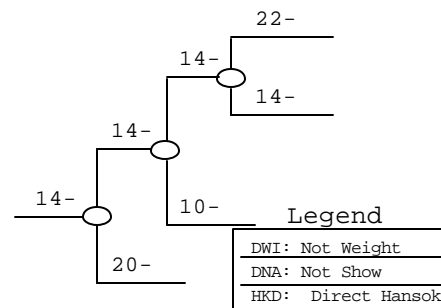 22-
14-
14-
14-
14-
10-
20-
Legend
DWI: Not Weight
DNA: Not Show
HKD: Direct Hansok